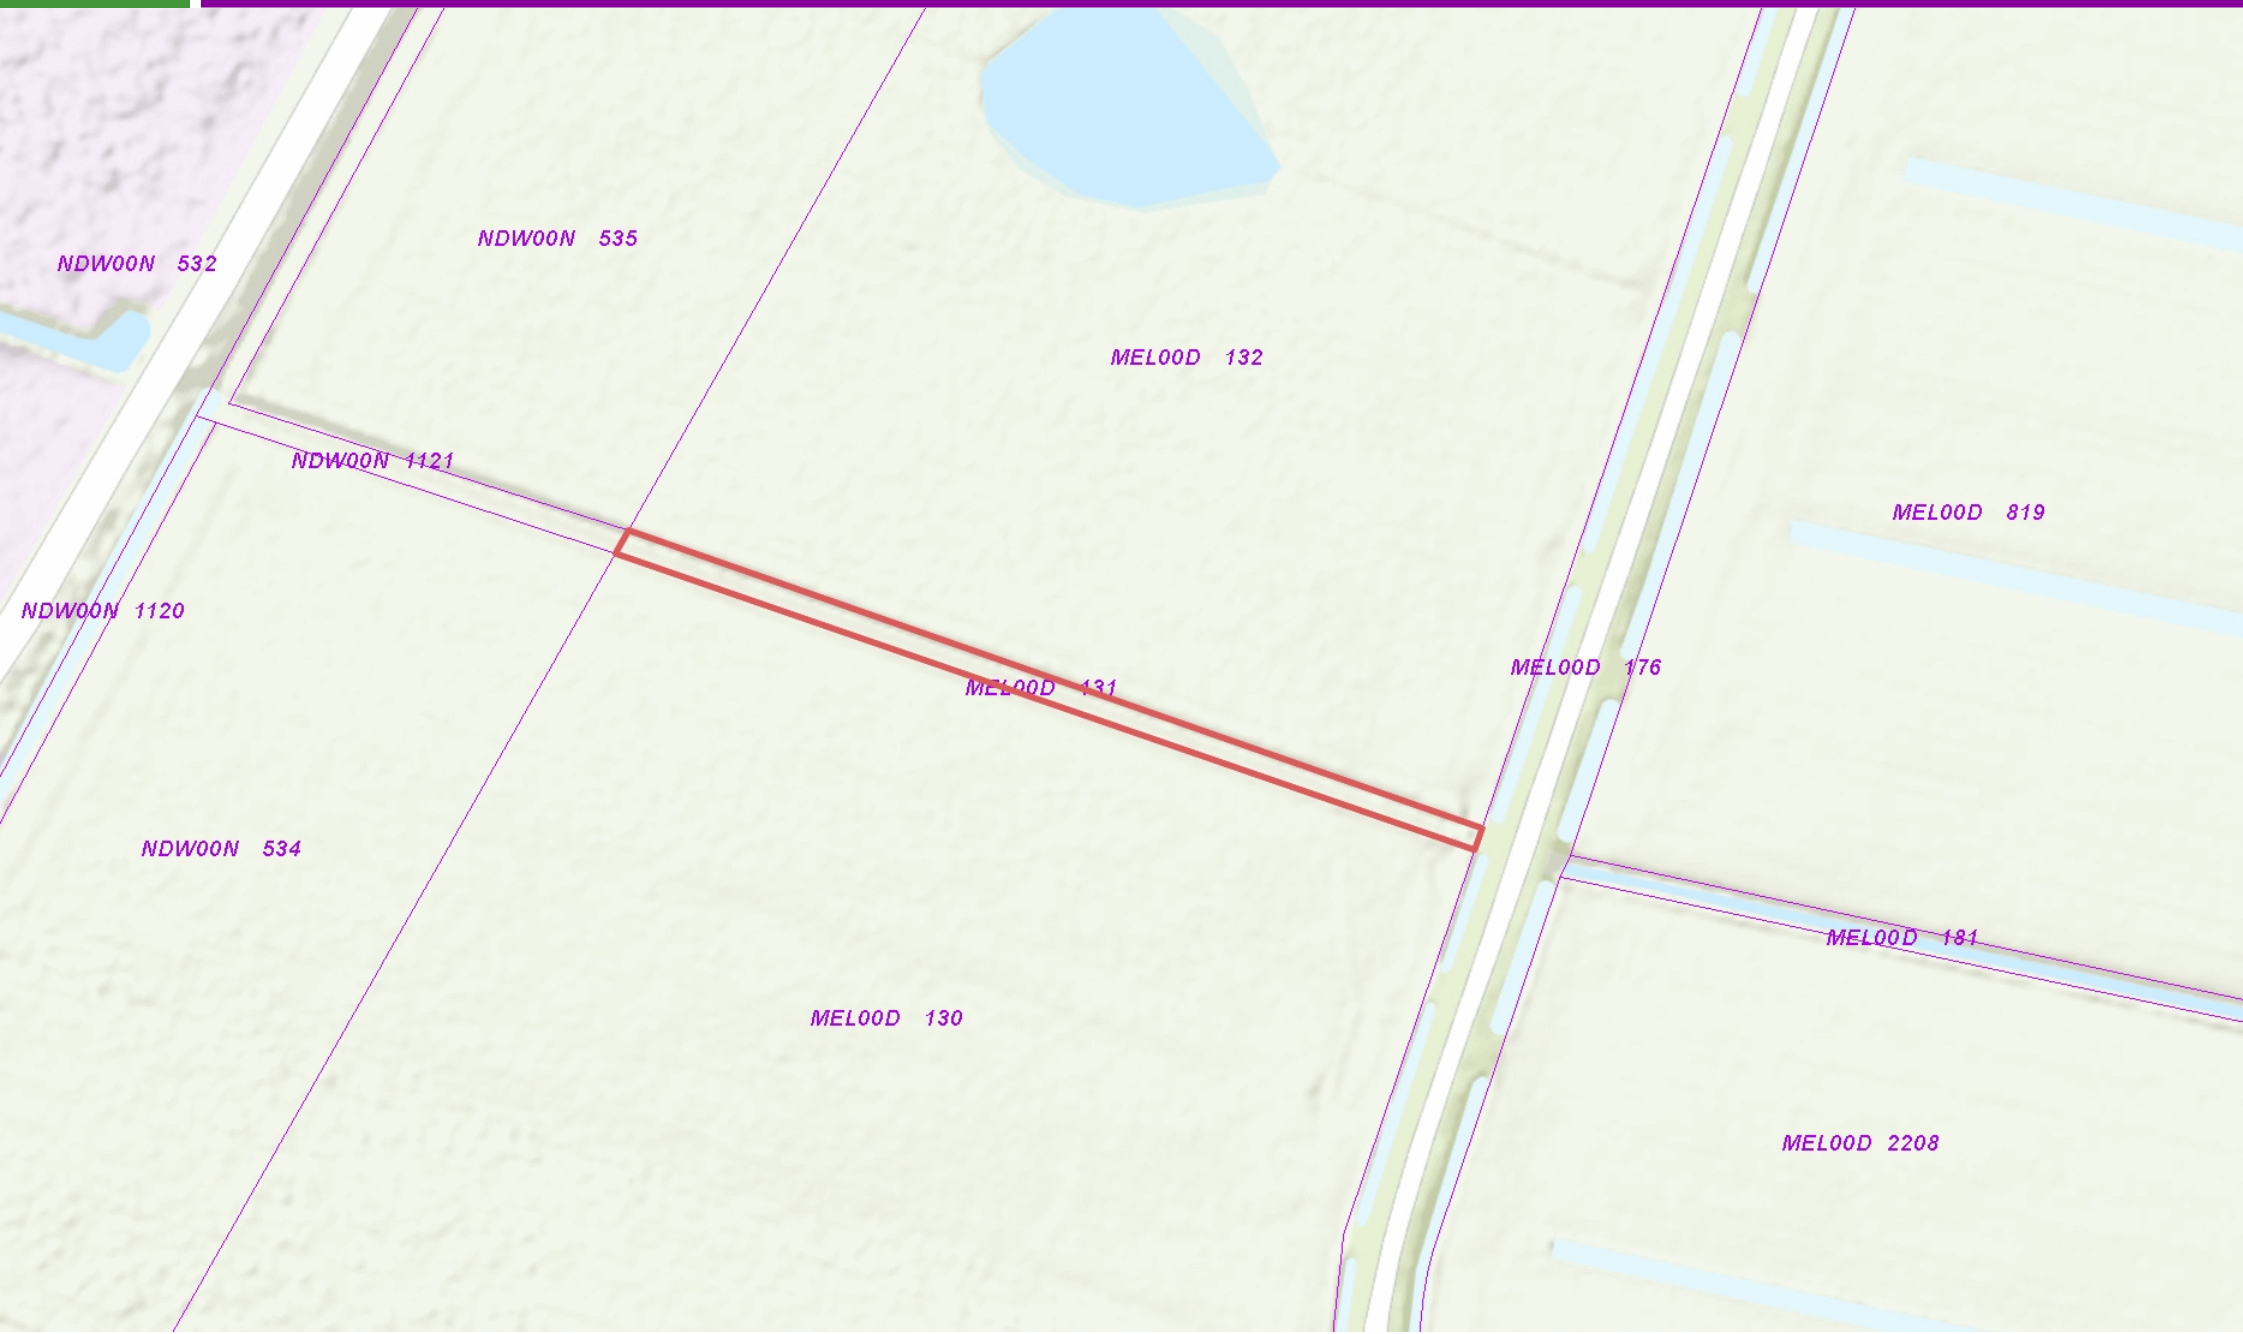 NDW00N 535
NDW00N 532
MEL00D 132
NDW00N 1121
MEL00D 819
NDW00N 1120
MEL00D 176
MEL00D 131
NDW00N 534
MEL00D 181
MEL00D 130
MEL00D 2208